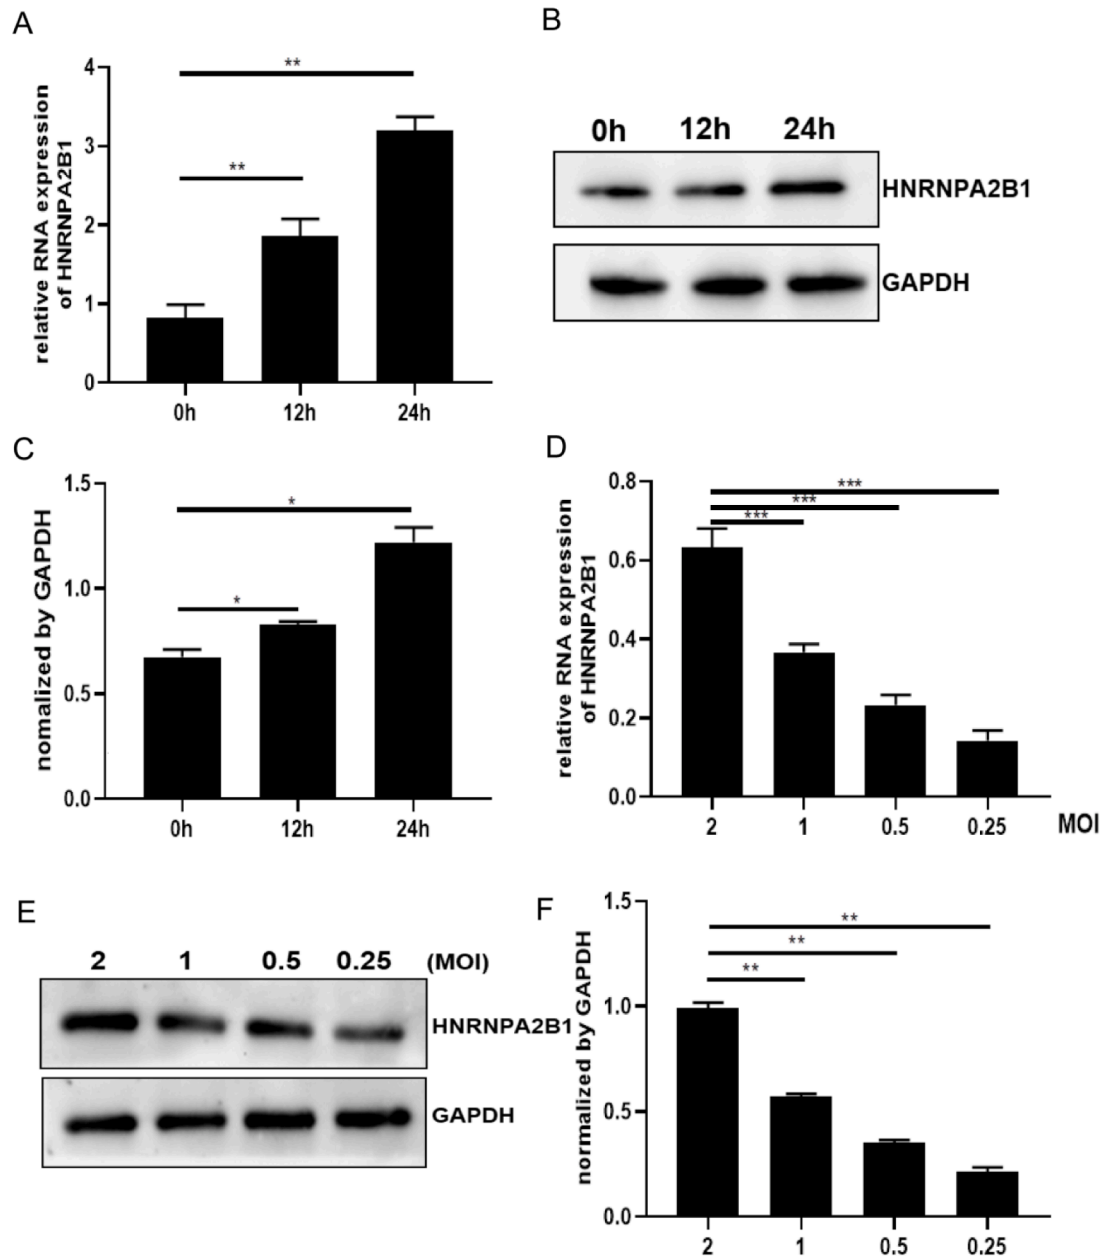 A
relative RNA expression
of HNRNPA2B1
4
3
2
1
0
**
**
0h
12h
24h
B
0h 12h 24h
HNRNPA2B1
GAPDH
C
nomalized by GAPDH
1.5
1.0
0.5
0.0
*
*
0h
12h
24h
D
relative RNA expression
of HNRNPA2B1
0.8
0.6
0.4
0.2
0.0
***
***
***
2 1 0.5 0.25 MOI
E
2 1 0.5 0.25 (MOI)
HNRNPA2B1
GAPDH
F
normalized by GAPDH
1.5
1.0
0.5
0.0
**
**
**
2 1 0.5 0.25